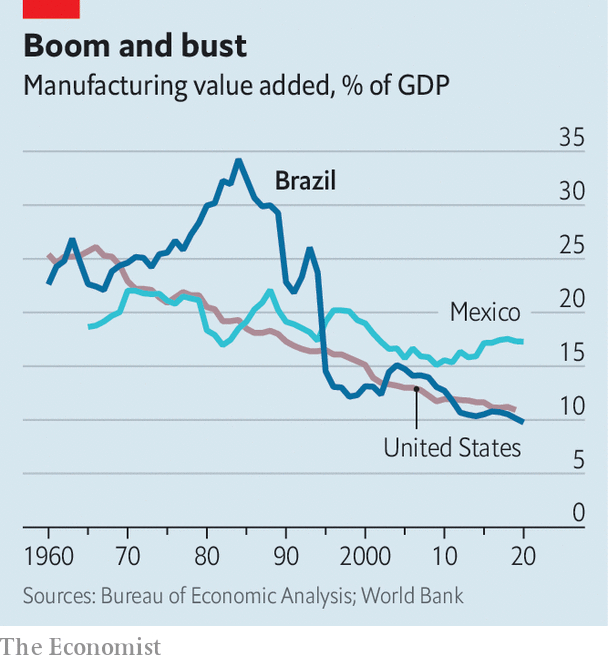 Boom and bust
Manufacturing value added, % of GDP
35
Brazil
30
25
Mexico
20
15
10
United States
5
0
1960 70 80 90 2000 10 20
Sources: Bureau of Economic Analysis; World Bank
The Economist